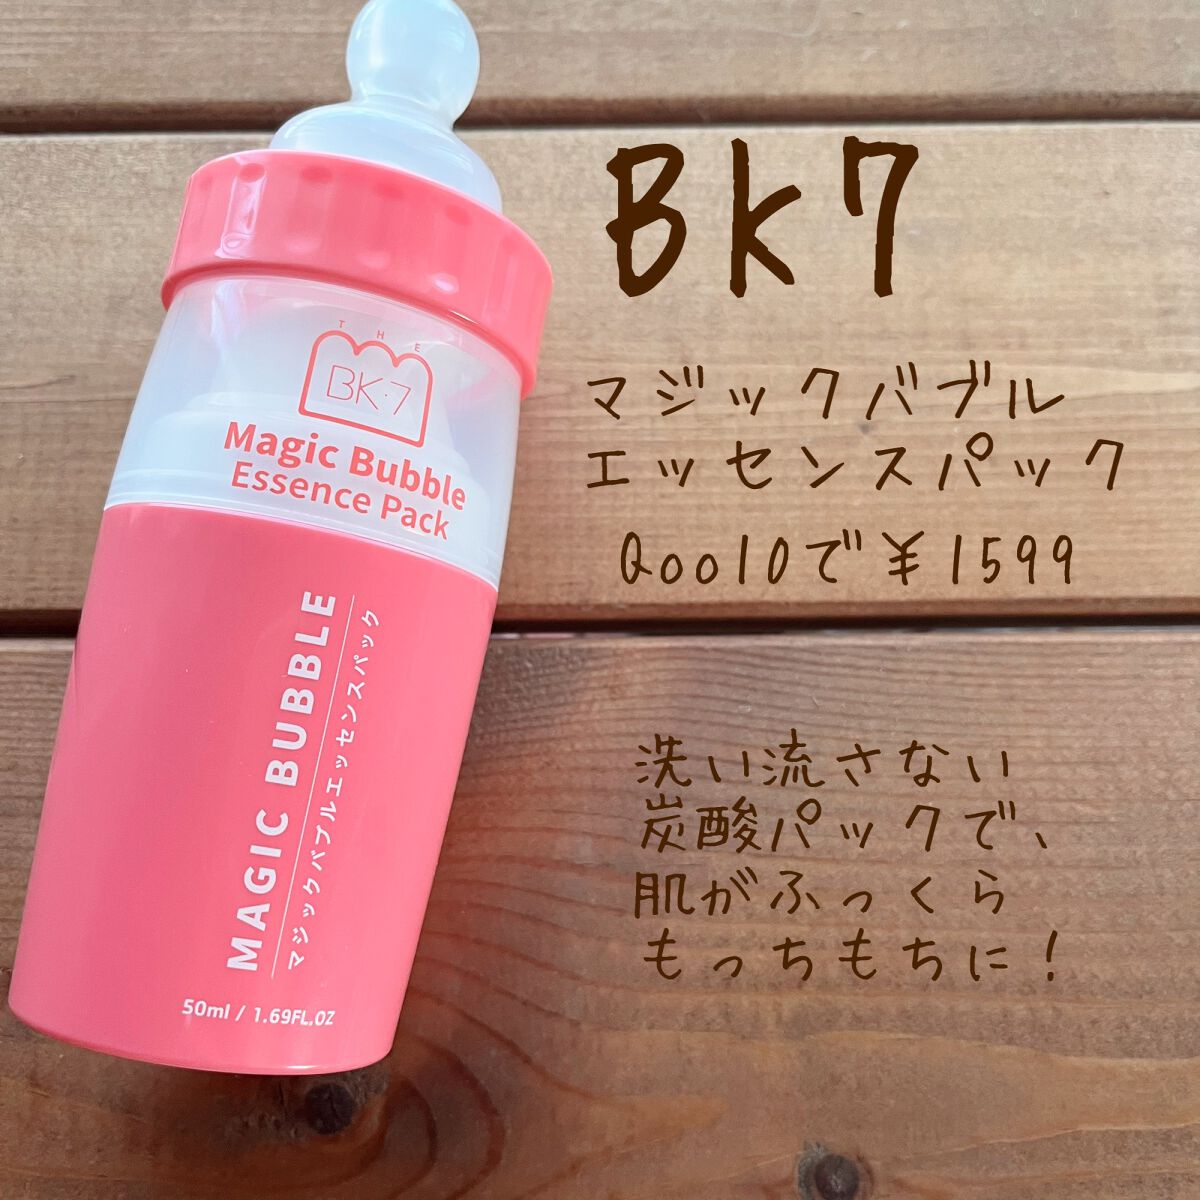 Bk7
マジックバブル
エッセンスパック
Qoo10で¥1599
洗い流さない
炭酸パックで、
肌がふっくら
もっちもちに!
THE
BK·7
Magic Bubble
Essence Pack
MAGIC BUBBLE
マジックバブルエッセンスパック
50ml / 1.69FL.OZ